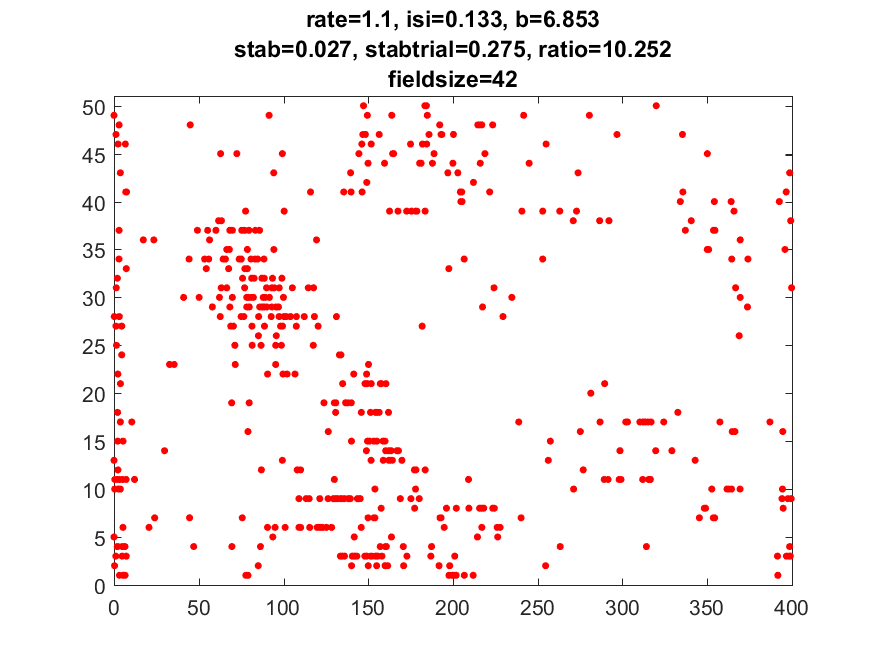 rate=1.1, isi=0.133, b=6.853
stab=0.027, stabtrial=0.275, ratio=10.252
fieldsize=42
50
45
40
35
30
25
20
15
10
5
0
0 50 100 150 200 250 300 350 400